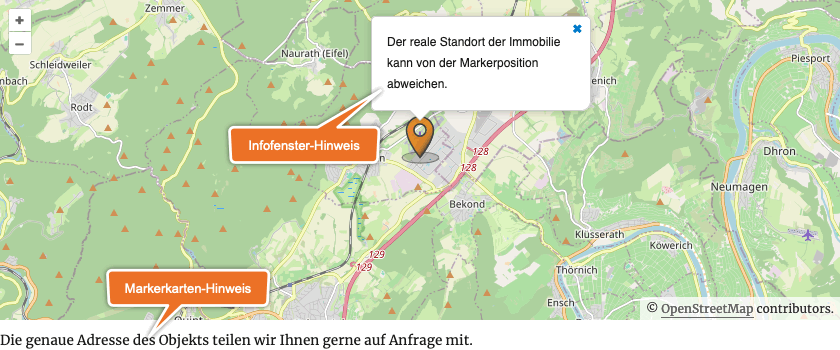 Zemmer
+
−
Schleidweiler
Naurath (Eifel)
Rodt
Der reale Standort der Immobilie
kann von der Markerposition
abweichen.
✖
Piesport
Infofenster-Hinweis
128
128
Dhron
Neumagen
Bekond
Klüsserath
Köwerich
129
129
Thörnich
Markerkarten-Hinweis
Ensch
Quint
© OpenStreetMap contributors.
Die genaue Adresse des Objekts teilen wir Ihnen gerne auf Anfrage mit.